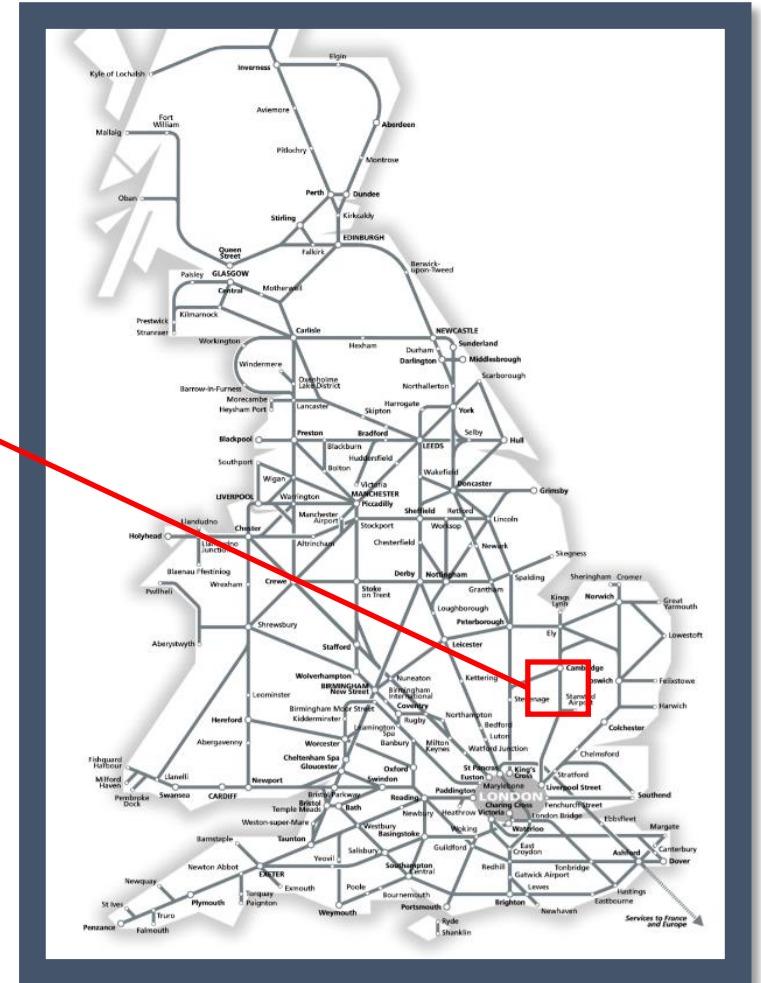 Elgin
Inverness
Kyle of Lochalsh
Aviemore
Fort
William
Mallaig
Aberdeen
Pitlochry
Montrose
Perth
Dundee
Oban
Stirling
Kirkcaldy
EDINBURGH
Queen
Street
Falkirk
Berwick-
upon-Tweed
Paisley
GLASGOW
Central
Motherwell
Prestwick
Kilmarnock
Stranraer
Carlisle
NEWCASTLE
Workington
Hexham
Sunderland
Durham
Darlington
Middlesbrough
Windermere
Scarborough
Oxenholme
Lake District
Barrow-in-Furness
Northallerton
Morecambe
Heysham Port
Lancaster
Harrogate
York
Skipton
Blackpool
Preston
Bradford
LEEDS
Selby
Hull
Blackburn
Huddersfield
Southport
Bolton
Wakefield
Wigan
Victoria
Doncaster
Grimsby
LIVERPOOL
Warrington
MANCHESTER
Piccadilly
Manchester
Airport
Sheffield
Retford
Llandudno
Stockport
Worksop
Lincoln
Holyhead
Chester
Llandudno
Junction
Altrincham
Chesterfield
Newark
Skegness
Blaenau Ffestiniog
Pwllheli
Wrexham
Crewe
Stoke
on Trent
Derby
Nottingham
Grantham
Spalding
Sheringham
Cromer
Kings
Lynn
Norwich
Great
Yarmouth
Loughborough
Peterborough
Shrewsbury
Ely
Lowestoft
Aberystwyth
Stafford
Leicester
Wolverhampton
Cambridge
BIRMINGHAM
New Street
Nuneaton
Kettering
Ipswich
Felixstowe
Birmingham
International
Leominster
Stevenage
Stansted
Airport
Harwich
Birmingham Moor Street
Coventry
Kidderminster
Rugby
Northampton
Hereford
Leamington
Spa
Bedford
Colchester
Abergavenny
Worcester
Banbury
Milton
Keynes
Luton
Watford Junction
Chelmsford
Fishguard
Harbour
Cheltenham Spa
Gloucester
Oxford
St Pancras
Euston
King's
Cross
Stratford
Milford
Haven
Llanelli
Newport
Swindon
Marylebone
Liverpool Street
Pembroke
Dock
Swansea
CARDIFF
Bristol Parkway
Reading
Paddington
LONDON
Southend
Bristol
Temple Meads
Bath
Charing Cross
Fenchurch Street
Newbury
Heathrow
Victoria
London Bridge
Ebbsfleet
Weston-super-Mare
Waterloo
Margate
Barnstaple
Westbury
Basingstoke
Woking
Taunton
East
Croydon
Canterbury
Salisbury
Guildford
Ashford
Dover
Newton Abbot
Yeovil
Redhill
Tonbridge
EXETER
Southampton
Central
Gatwick Airport
Newquay
Exmouth
Poole
Lewes
Hastings
Torquay
Paignton
Bournemouth
Eastbourne
St Ives
Plymouth
Weymouth
Portsmouth
Brighton
Newhaven
Truro
Ryde
Shanklin
Services to France
and Europe
Penzance
Falmouth